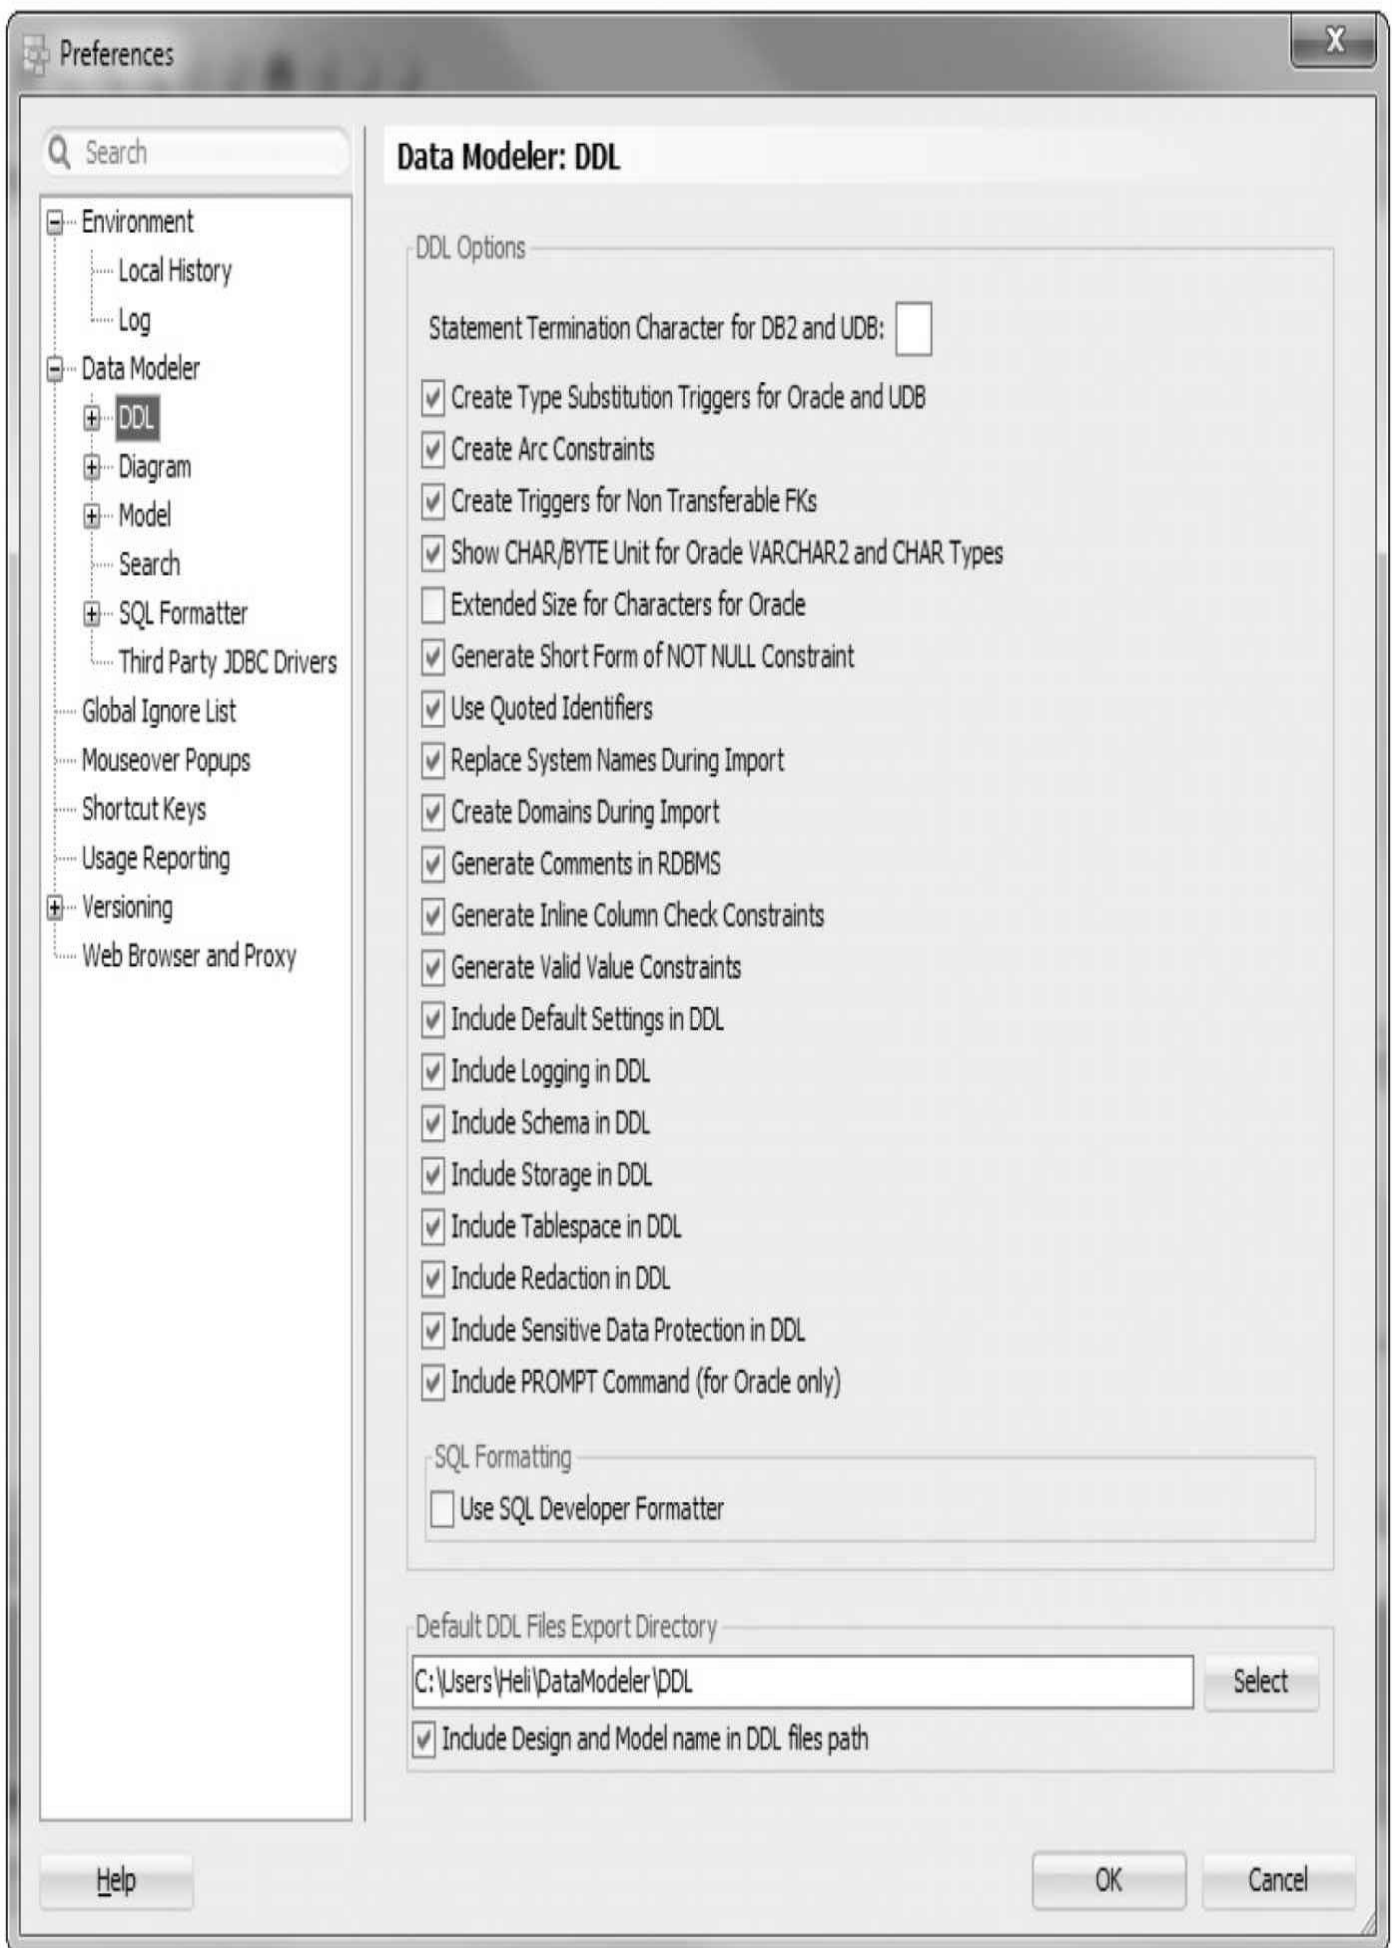 Preferences
X
Search
Environment
Local History
Log
Data Modeler
DDL
Diagram
Model
Search
SQL Formatter
Third Party JDBC Drivers
Global Ignore List
Mouseover Popups
Shortcut Keys
Usage Reporting
Versioning
Web Browser and Proxy
Data Modeler: DDL
DDL Options
Statement Termination Character for DB2 and UDB:
Create Type Substitution Triggers for Oracle and UDB
Create Arc Constraints
Create Triggers for Non Transferable FKs
Show CHAR/BYTE Unit for Oracle VARCHAR2 and CHAR Types
Extended Size for Characters for Oracle
Generate Short Form of NOT NULL Constraint
Use Quoted Identifiers
Replace System Names During Import
Create Domains During Import
Generate Comments in RDBMS
Generate Inline Column Check Constraints
Generate Valid Value Constraints
Include Default Settings in DDL
Include Logging in DDL
Include Schema in DDL
Include Storage in DDL
Include Tablespace in DDL
Include Redaction in DDL
Include Sensitive Data Protection in DDL
Include PROMPT Command (for Oracle only)
SQL Formatting
Use SQL Developer Formatter
Default DDL Files Export Directory
C:\Users\Heli\DataModeler\DDL
Select
Include Design and Model name in DDL files path
Help
OK
Cancel